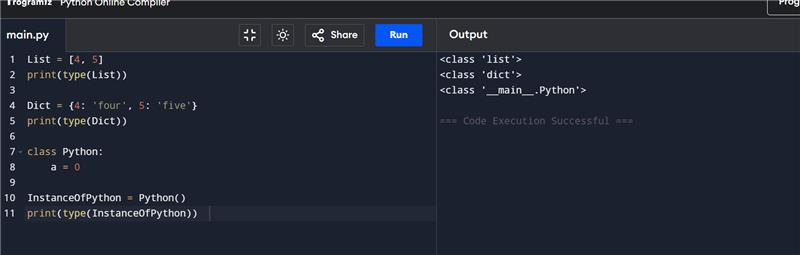 Programiz Python Online Compiler
main.py
Share
Run
Output
1 List = [4, 5]
2 print(type(List))
3
4 Dict = {4: 'four', 5: 'five'}
5 print(type(Dict))
6
7 class Python:
8     a = 0
9
10 InstanceOfPython = Python()
11 print(type(InstanceOfPython))
<class 'list'>
<class 'dict'>
<class '__main__.Python'>
=== Code Execution Successful ===